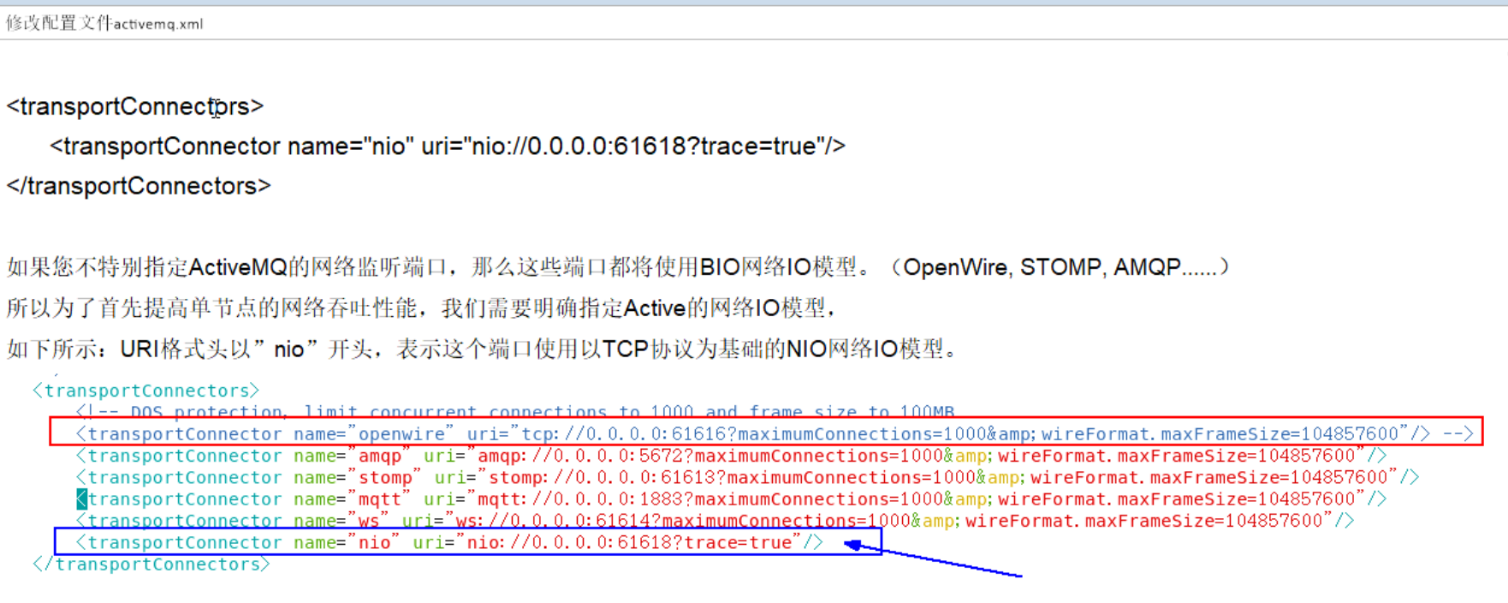 修改配置文件activemq.xml
<transportConnectors>
<transportConnector name="nio" uri="nio://0.0.0.0:61618?trace=true"/>
</transportConnectors>
如果您不特别指定ActiveMQ的网络监听端口，那么这些端口都将使用BIO网络IO模型。（OpenWire, STOMP, AMQP......）
所以为了首先提高单节点的网络吞吐性能，我们需要明确指定Active的网络IO模型，
如下所示：URI格式头以”nio”开头，表示这个端口使用以TCP协议为基础的NIO网络IO模型。
<transportConnectors>
<!-- DOS protection, limit concurrent connections to 1000 and frame size to 100MB
<transportConnector name="openwire" uri="tcp://0.0.0.0:61616?maximumConnections=1000&amp;wireFormat.maxFrameSize=104857600"/> -->
<transportConnector name="amqp" uri="amqp://0.0.0.0:5672?maximumConnections=1000&amp;wireFormat.maxFrameSize=104857600"/>
<transportConnector name="stomp" uri="stomp://0.0.0.0:61613?maximumConnections=1000&amp;wireFormat.maxFrameSize=104857600"/>
<transportConnector name="mqtt" uri="mqtt://0.0.0.0:1883?maximumConnections=1000&amp;wireFormat.maxFrameSize=104857600"/>
<transportConnector name="ws" uri="ws://0.0.0.0:61614?maximumConnections=1000&amp;wireFormat.maxFrameSize=104857600"/>
<transportConnector name="nio" uri="nio://0.0.0.0:61618?trace=true"/>
</transportConnectors>